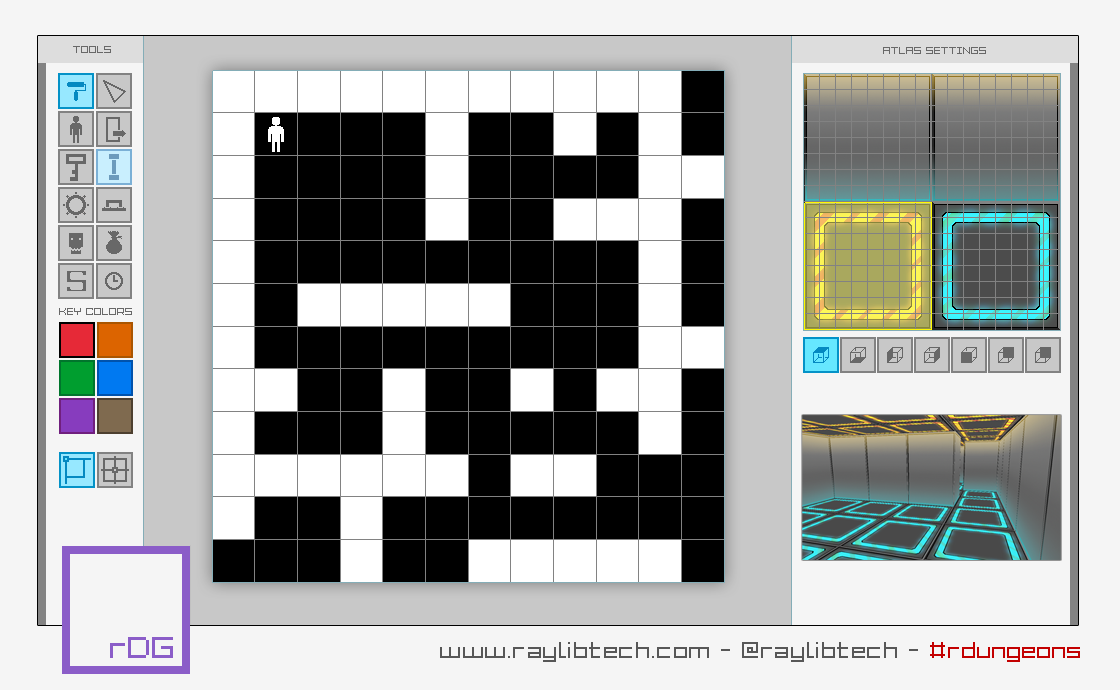 TOOLS
ATLAS SETTINGS
KEY COLORS
rDG
www.raylibtech.com - @raylibtech - #rdungeons